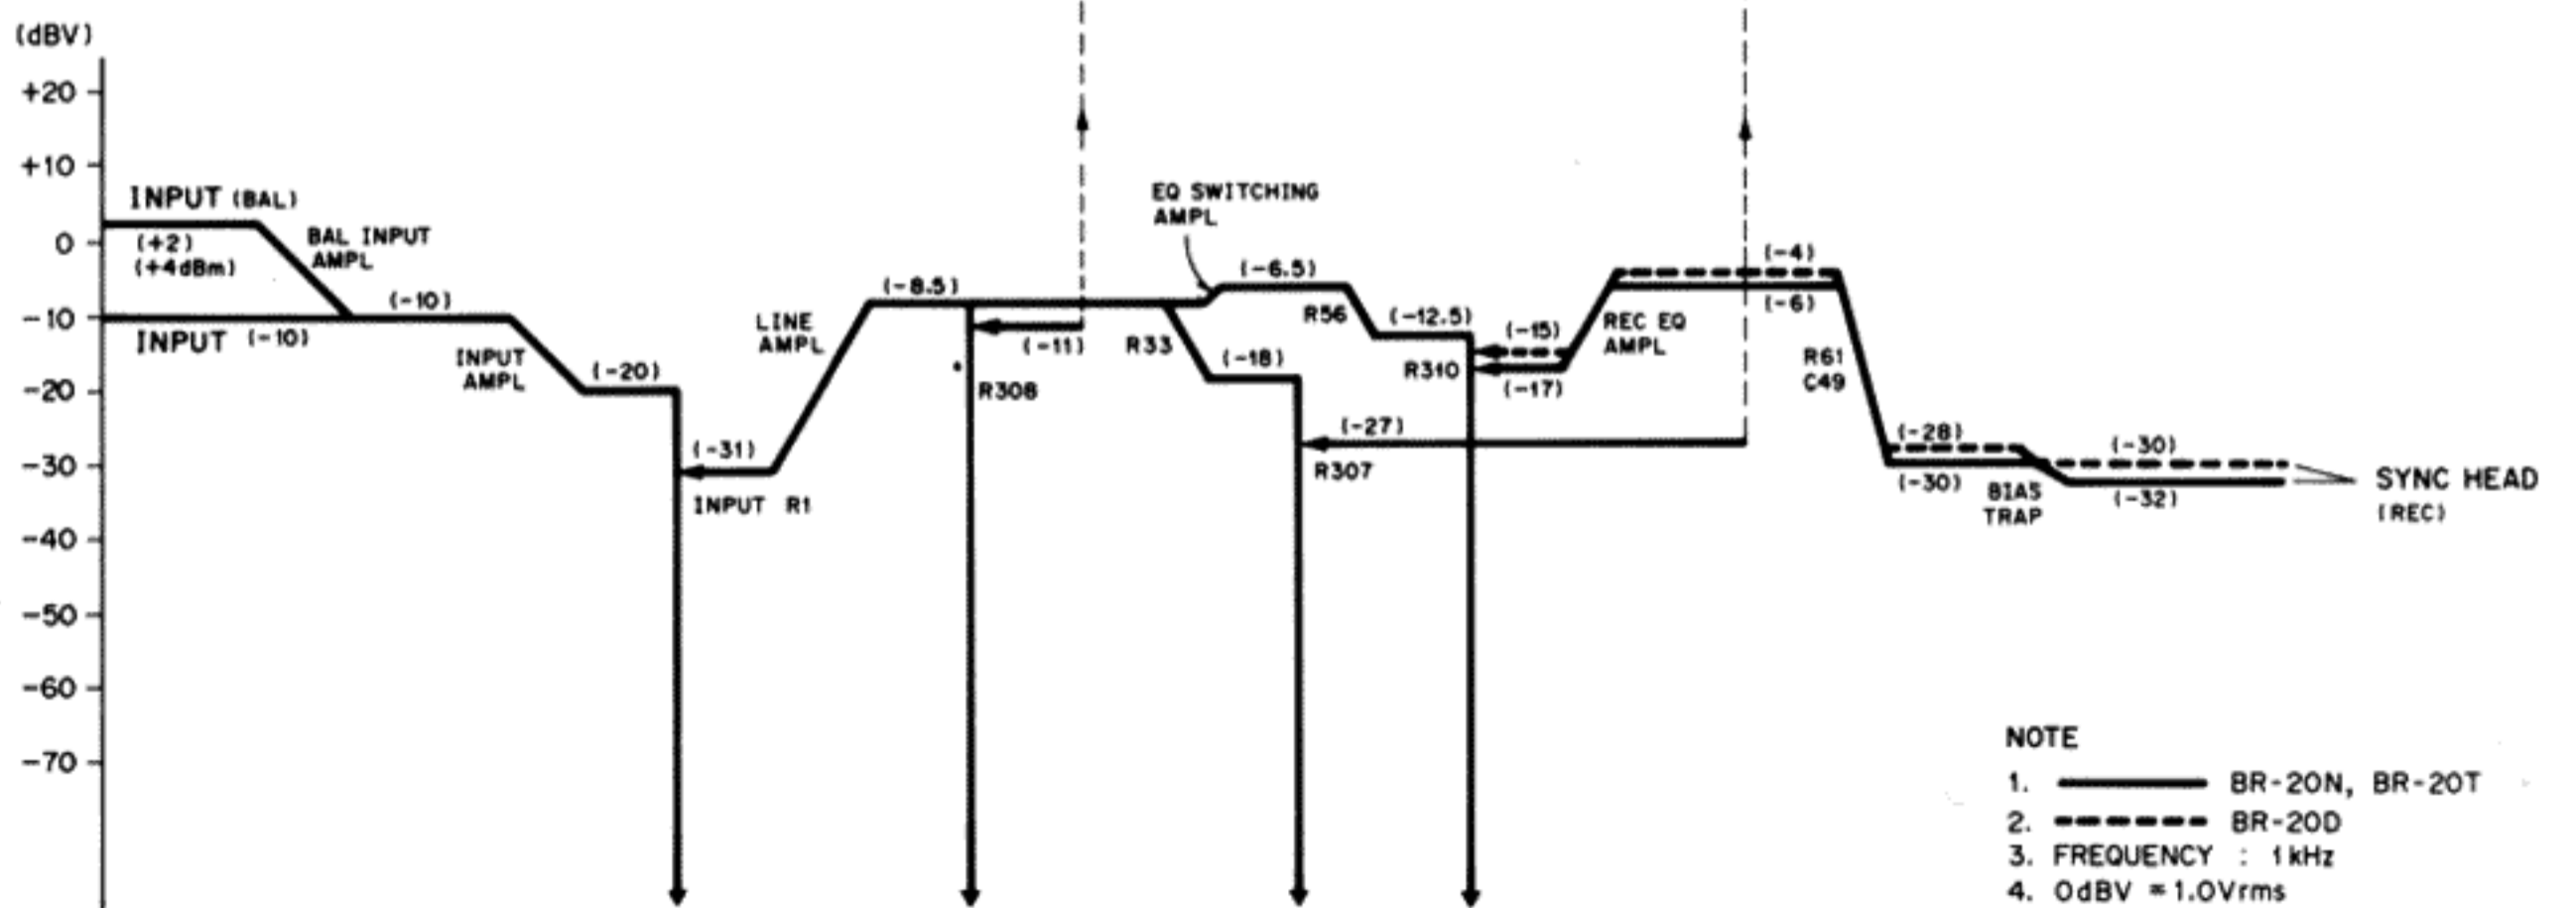 (dBV)
+20
+10
0
-10
-20
-30
-40
-50
-60
-70
INPUT (BAL)
(+2)
(+4dBm)
BAL INPUT
AMPL
(-10)
INPUT (-10)
INPUT
AMPL
(-20)
(-31)
INPUT R1
LINE
AMPL
(-8.5)
(-11)
R308
EQ SWITCHING
AMPL
(-6.5)
R33
(-18)
R56
(-12.5)
R310
(-15)
(-17)
(-27)
R307
REC EQ
AMPL
(-4)
(-6)
R61
C49
(-28)
(-30)
BIAS
TRAP
(-30)
(-32)
SYNC HEAD
(REC)
NOTE
1. BR-20N, BR-20T
2. BR-20D
3. FREQUENCY : 1kHz
4. 0dBV = 1.0Vrms